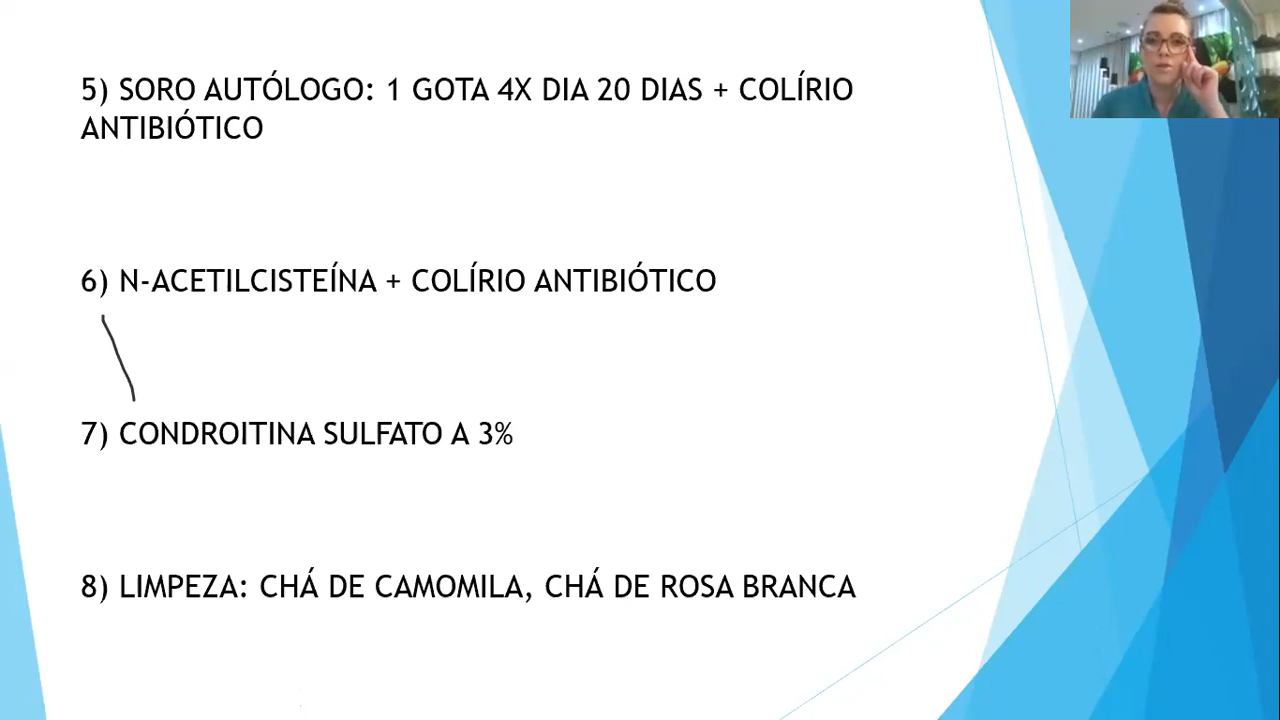 5) SORO AUTÓLOGO: 1 GOTA 4X DIA 20 DIAS + COLÍRIO
ANTIBIÓTICO
6) N-ACETILCISTEÍNA + COLÍRIO ANTIBIÓTICO
7) CONDROITINA SULFATO A 3%
8) LIMPEZA: CHÁ DE CAMOMILA, CHÁ DE ROSA BRANCA